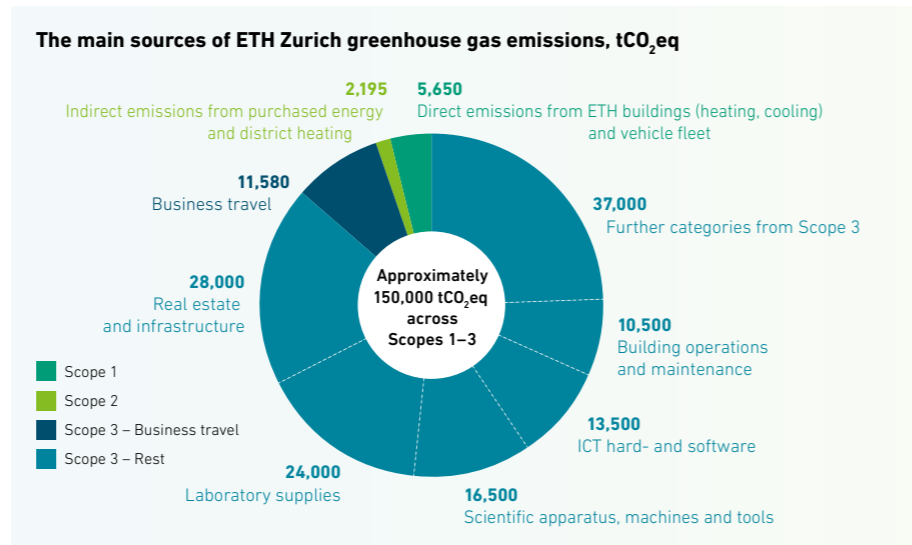 The main sources of ETH Zurich greenhouse gas emissions, tCO₂eq
2,195
Indirect emissions from purchased energy
and district heating
5,650
Direct emissions from ETH buildings (heating, cooling)
and vehicle fleet
11,580
Business travel
37,000
Further categories from Scope 3
Approximately
150,000 tCO₂eq
across
Scopes 1–3
28,000
Real estate
and infrastructure
10,500
Building operations
and maintenance
Scope 1
Scope 2
Scope 3 – Business travel
Scope 3 – Rest
13,500
ICT hard- and software
24,000
Laboratory supplies
16,500
Scientific apparatus, machines and tools